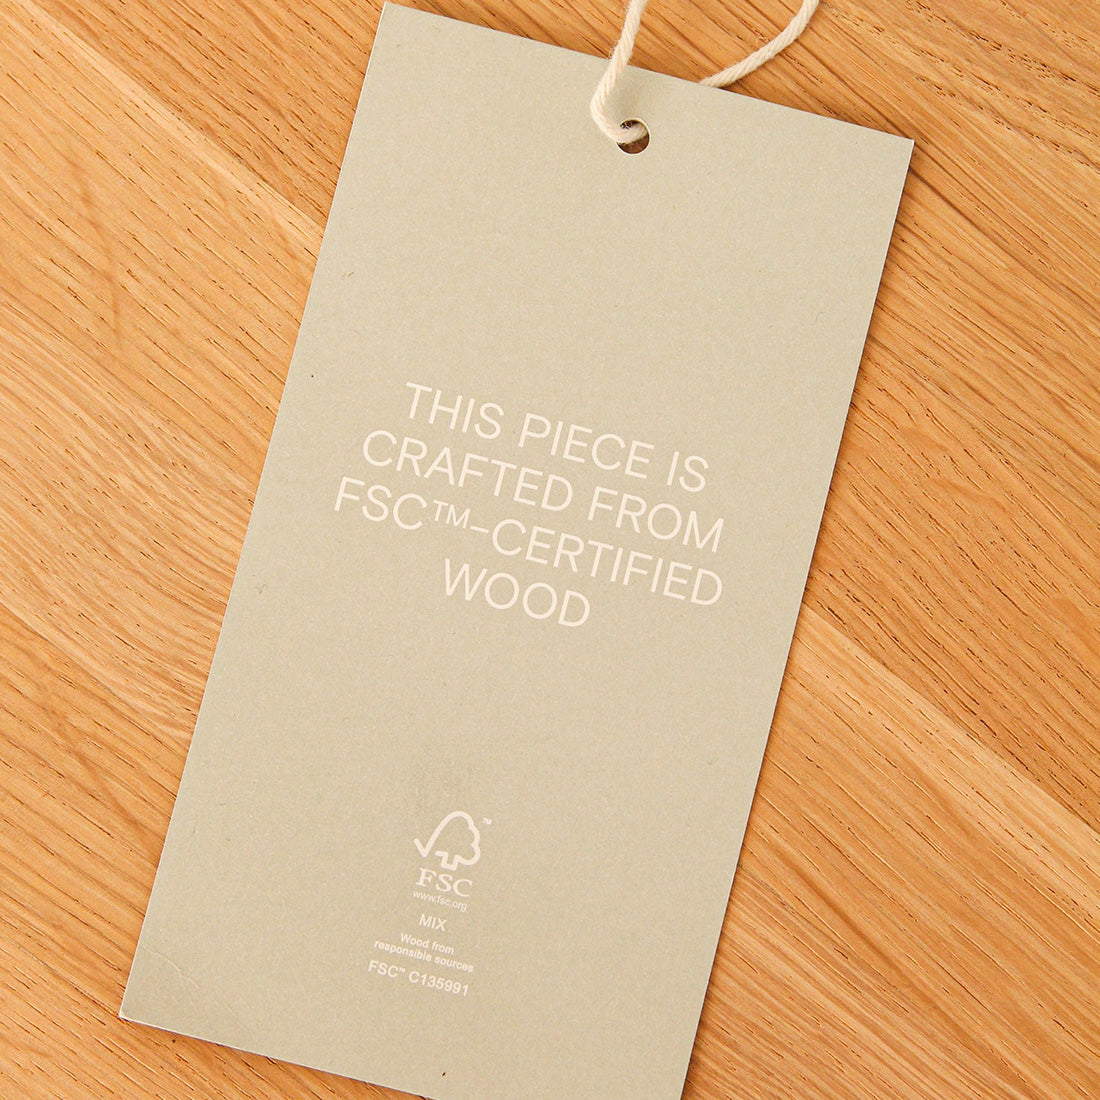 THIS PIECE IS
CRAFTED FROM
FSC™-CERTIFIED
WOOD
™
FSC
www.fsc.org
MIX
Wood from
responsible sources
FSC™ C135991